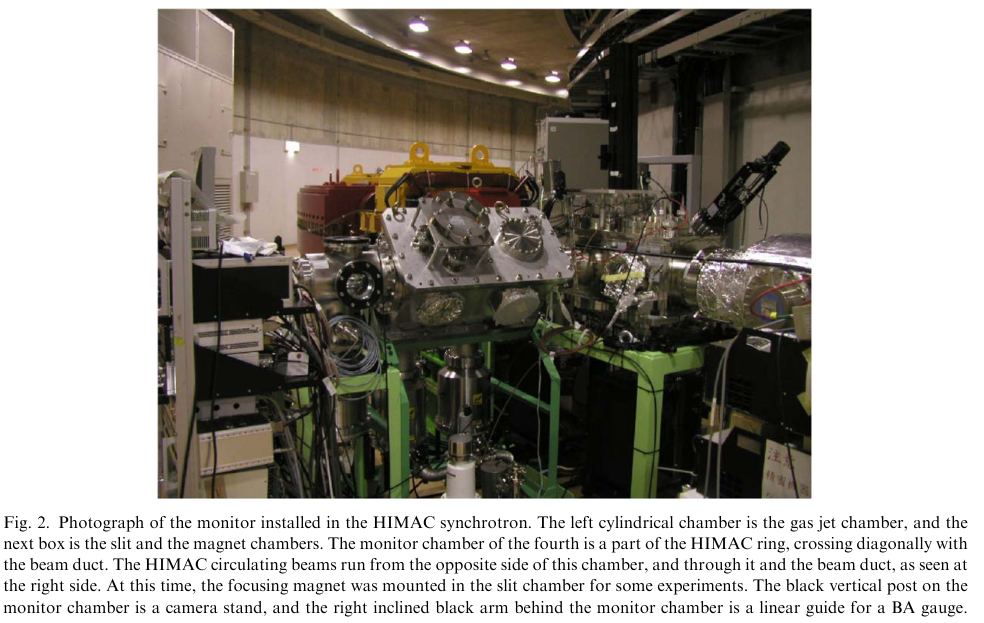 注意
精密機器
Fig. 2. Photograph of the monitor installed in the HIMAC synchrotron. The left cylindrical chamber is the gas jet chamber, and the
next box is the slit and the magnet chambers. The monitor chamber of the fourth is a part of the HIMAC ring, crossing diagonally with
the beam duct. The HIMAC circulating beams run from the opposite side of this chamber, and through it and the beam duct, as seen at
the right side. At this time, the focusing magnet was mounted in the slit chamber for some experiments. The black vertical post on the
monitor chamber is a camera stand, and the right inclined black arm behind the monitor chamber is a linear guide for a BA gauge.